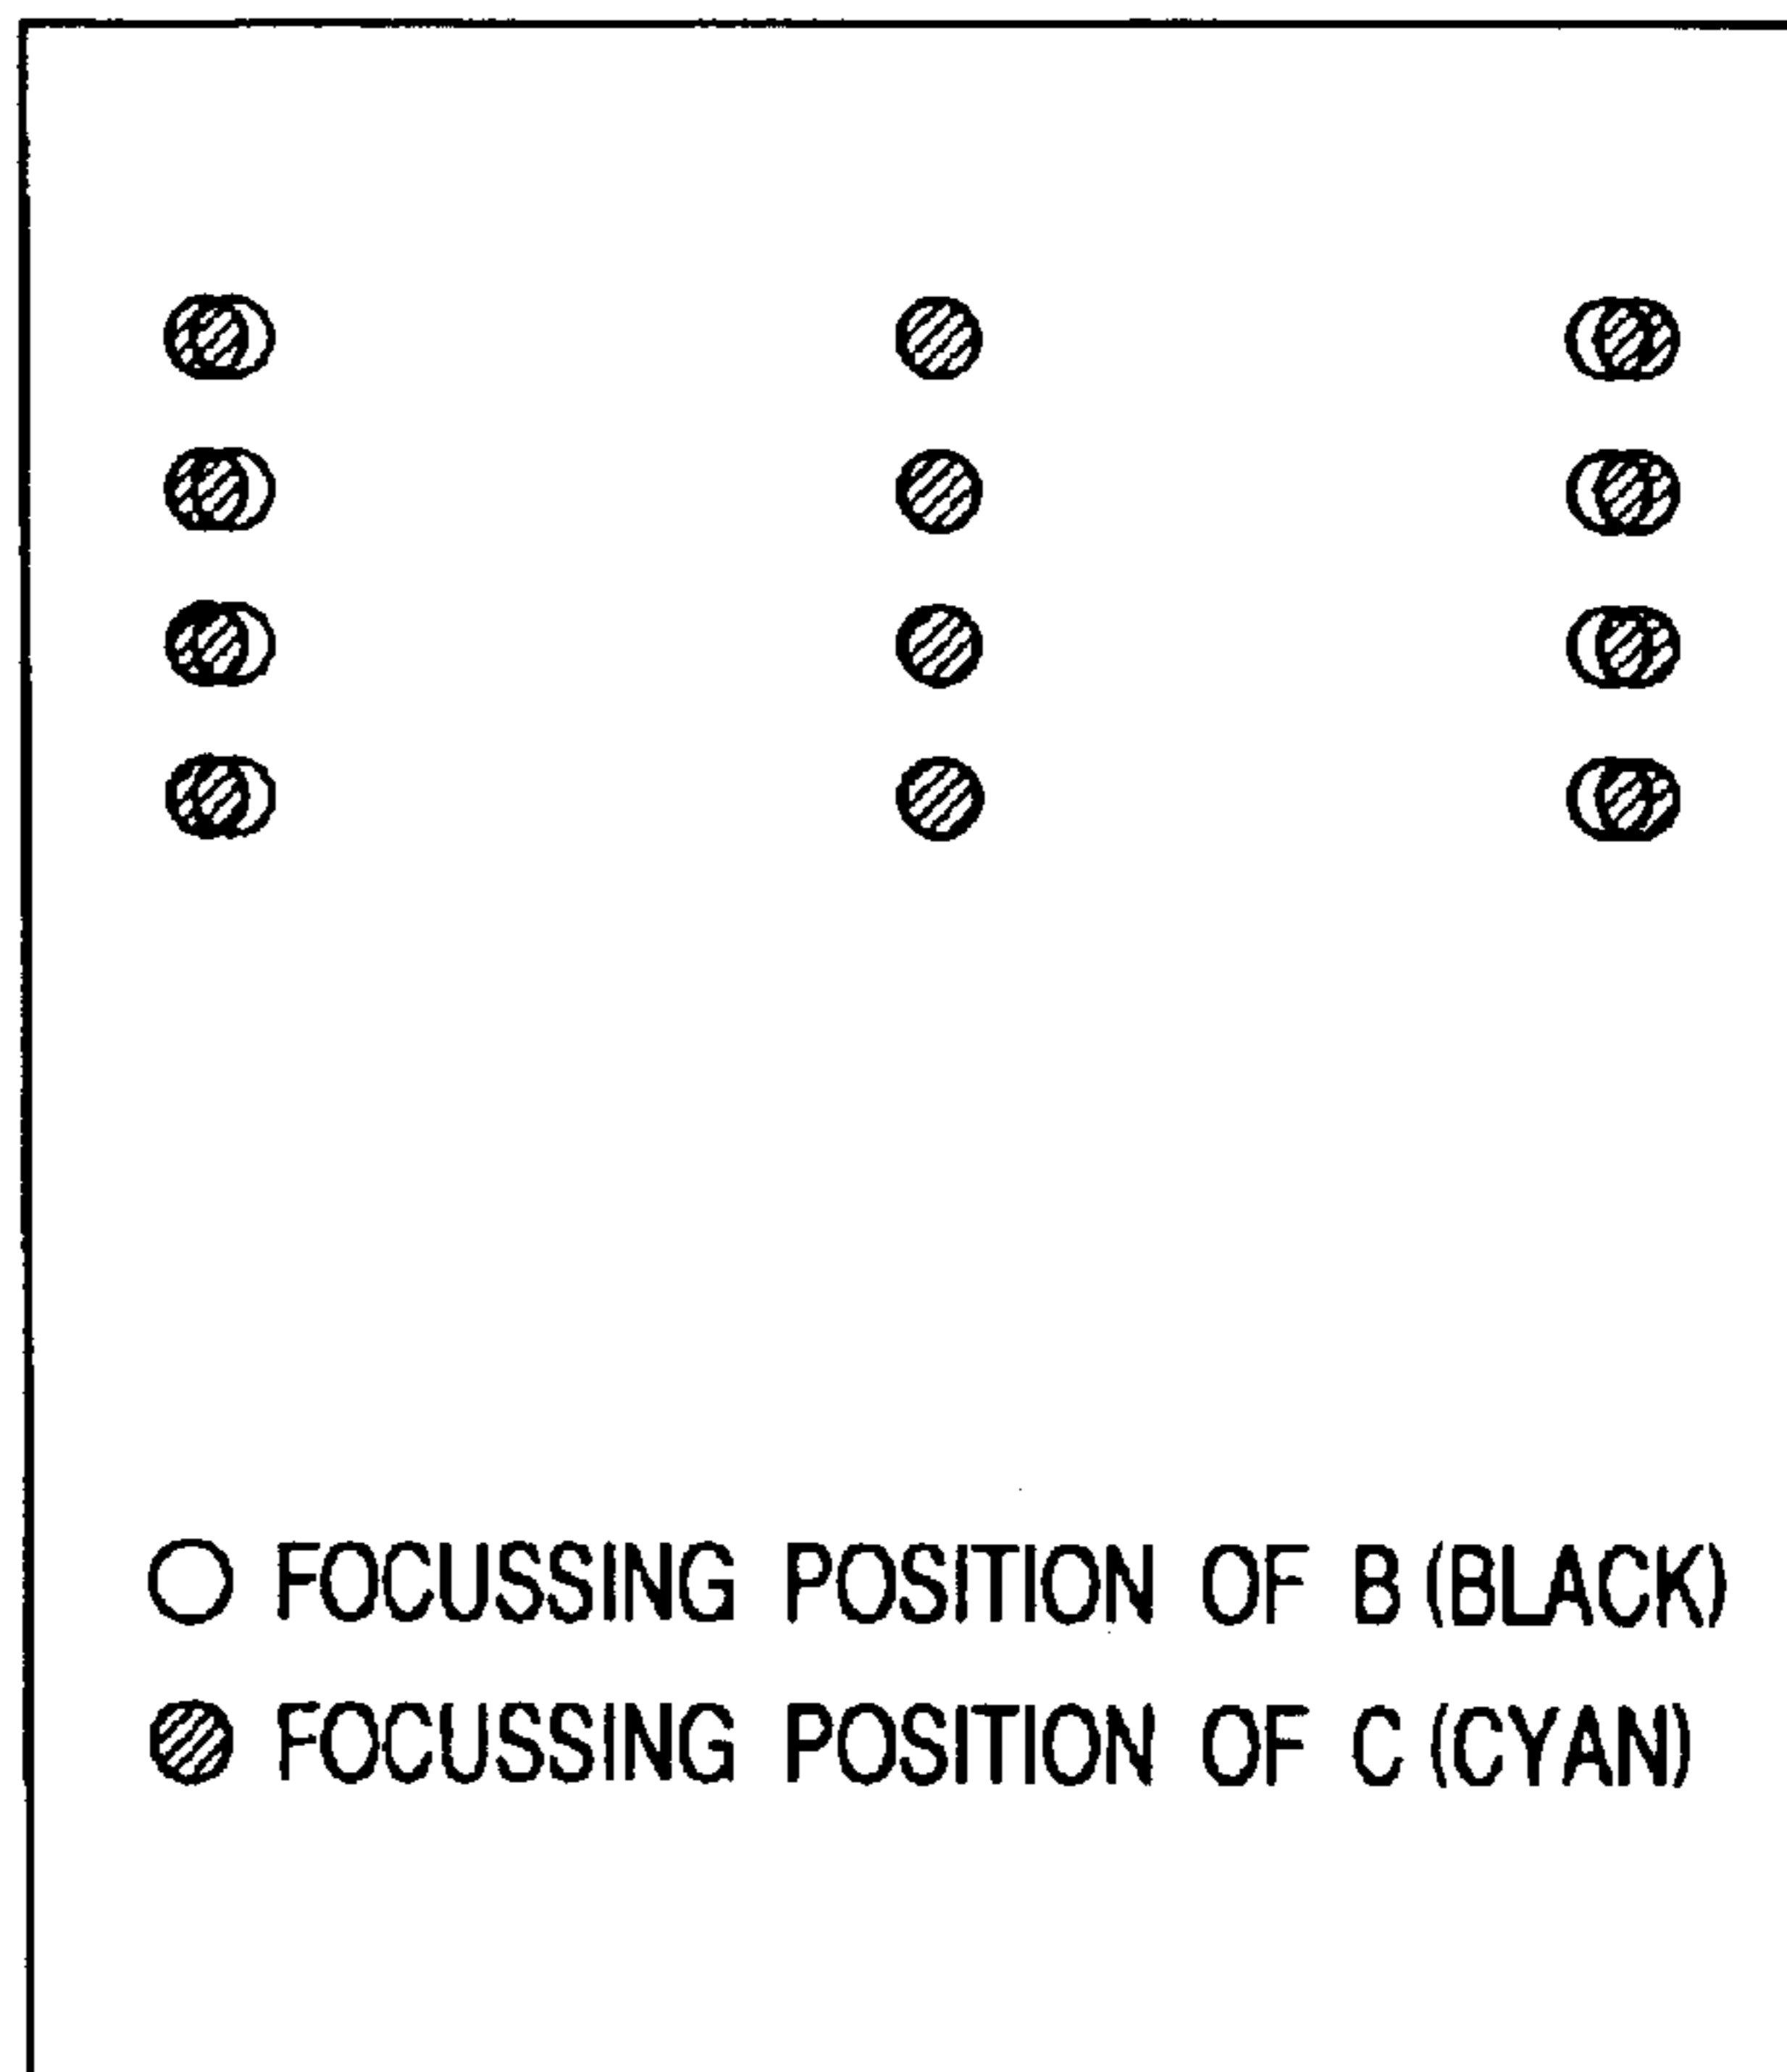 FOCUSSING POSITION OF B (BLACK)
FOCUSSING POSITION OF C (CYAN)